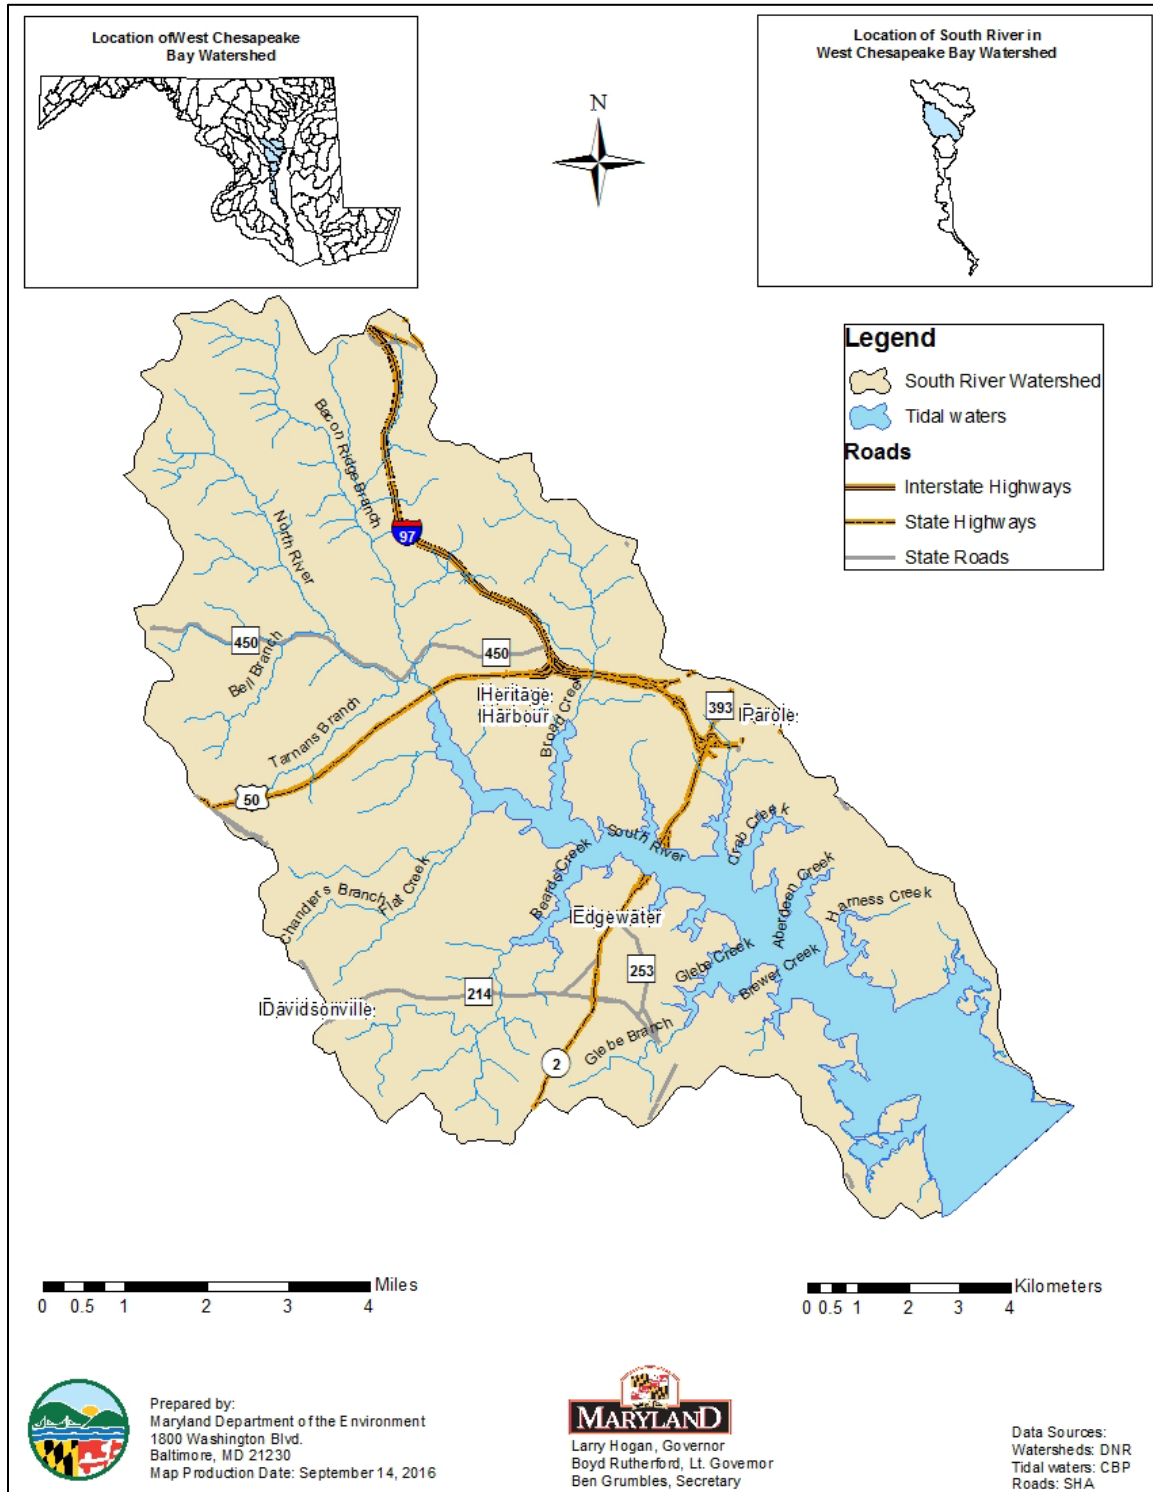 Location of West Chesapeake
Bay Watershed
Location of South River in
West Chesapeake Bay Watershed
N
Legend
South River Watershed
Tidal waters
Roads
Interstate Highways
State Highways
State Roads
Bacon Ridge Branch
North River
97
450
Bell Branch
450
Heritage
Harbour
Broad Creek
393
Parole
Tarnans Branch
50
South River
Crab Creek
Beards Creek
Chandlers Branch
Flat Creek
Aberdeen Creek
Harness Creek
Edgewater
Glebe Creek
Brewer Creek
253
214
Davidsonville
Glebe Branch
2
Miles
0 0.5 1 2 3 4
Kilometers
0 0.5 1 2 3 4
Prepared by:
Maryland Department of the Environment
1800 Washington Blvd.
Baltimore, MD 21230
Map Production Date: September 14, 2016
MARYLAND
Larry Hogan, Governor
Boyd Rutherford, Lt. Governor
Ben Grumbles, Secretary
Data Sources:
Watersheds: DNR
Tidal waters: CBP
Roads: SHA